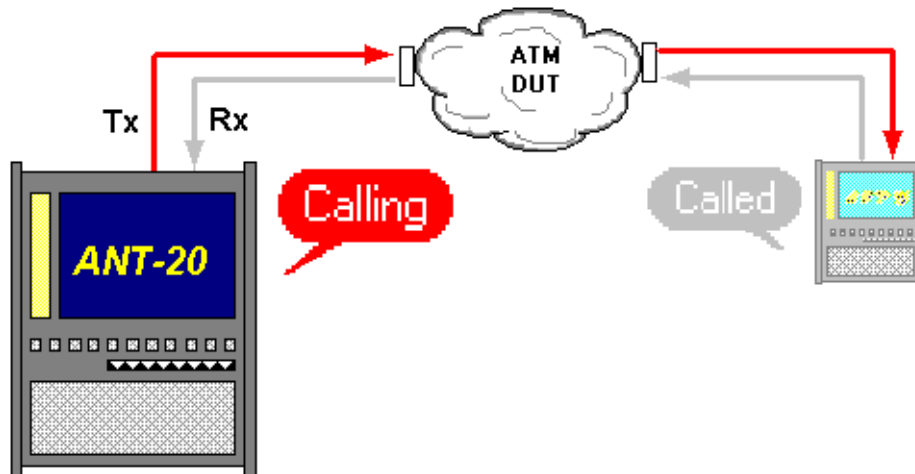 ATM
DUT
Tx
Rx
Calling
Called
ANT-20